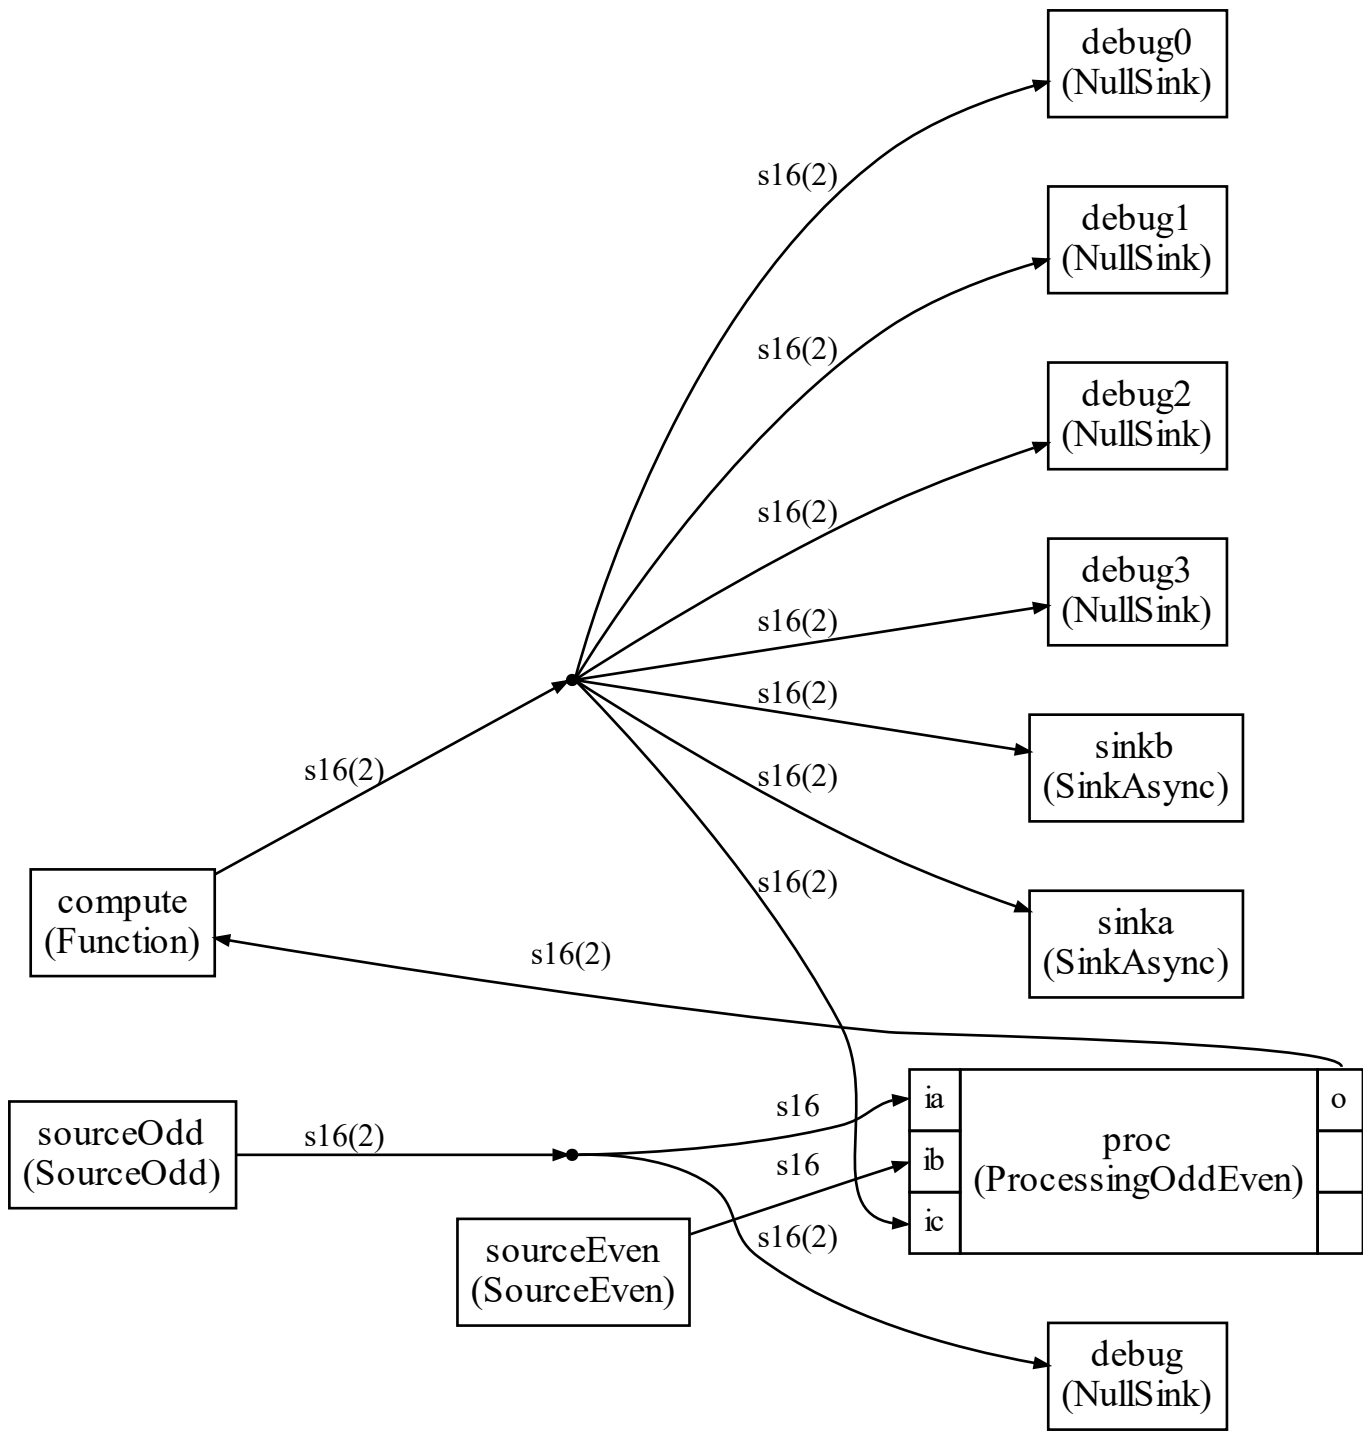 debug0
(NullSink)
s16(2)
debug1
(NullSink)
s16(2)
debug2
(NullSink)
s16(2)
debug3
(NullSink)
s16(2)
s16(2)
sinkb
(SinkAsync)
s16(2)
s16(2)
compute
(Function)
s16(2)
sinka
(SinkAsync)
s16(2)
sourceOdd
(SourceOdd)
s16(2)
s16
ia
o
proc
(ProcessingOddEven)
s16
ib
ic
sourceEven
(SourceEven)
s16(2)
debug
(NullSink)